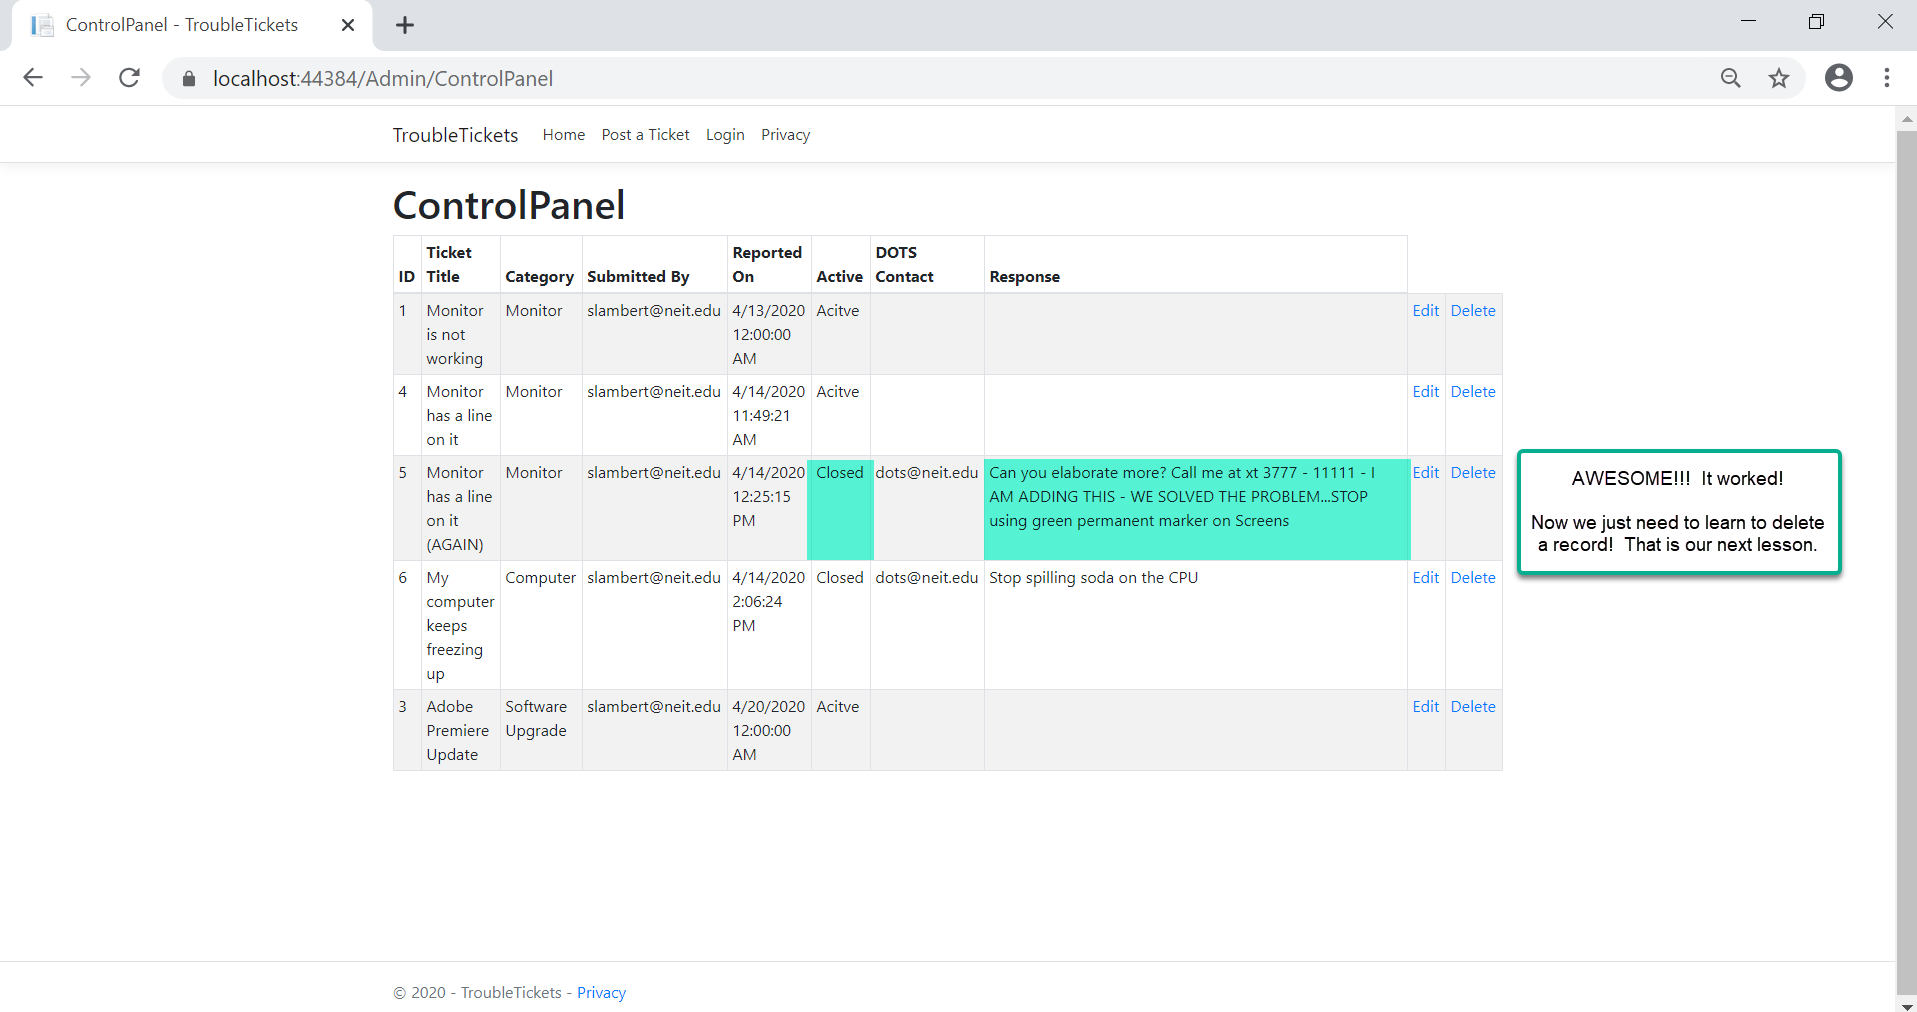 ControlPanel - TroubleTickets
localhost:44384/Admin/ControlPanel
TroubleTickets Home Post a Ticket Login Privacy
ControlPanel
ID Ticket Title Category Submitted By Reported On Active DOTS Contact Response
1 Monitor is not working Monitor slambert@neit.edu 4/13/2020 12:00:00 AM Acitve Edit Delete
4 Monitor has a line on it Monitor slambert@neit.edu 4/14/2020 11:49:21 AM Acitve Edit Delete
5 Monitor has a line on it (AGAIN) Monitor slambert@neit.edu 4/14/2020 12:25:15 PM Closed dots@neit.edu Can you elaborate more? Call me at xt 3777 - 11111 - I AM ADDING THIS - WE SOLVED THE PROBLEM...STOP using green permanent marker on Screens Edit Delete
6 My computer keeps freezing up Computer slambert@neit.edu 4/14/2020 2:06:24 PM Closed dots@neit.edu Stop spilling soda on the CPU Edit Delete
3 Adobe Premiere Update Software Upgrade slambert@neit.edu 4/20/2020 12:00:00 AM Acitve Edit Delete
AWESOME!!! It worked!
Now we just need to learn to delete
a record! That is our next lesson.
© 2020 - TroubleTickets - Privacy